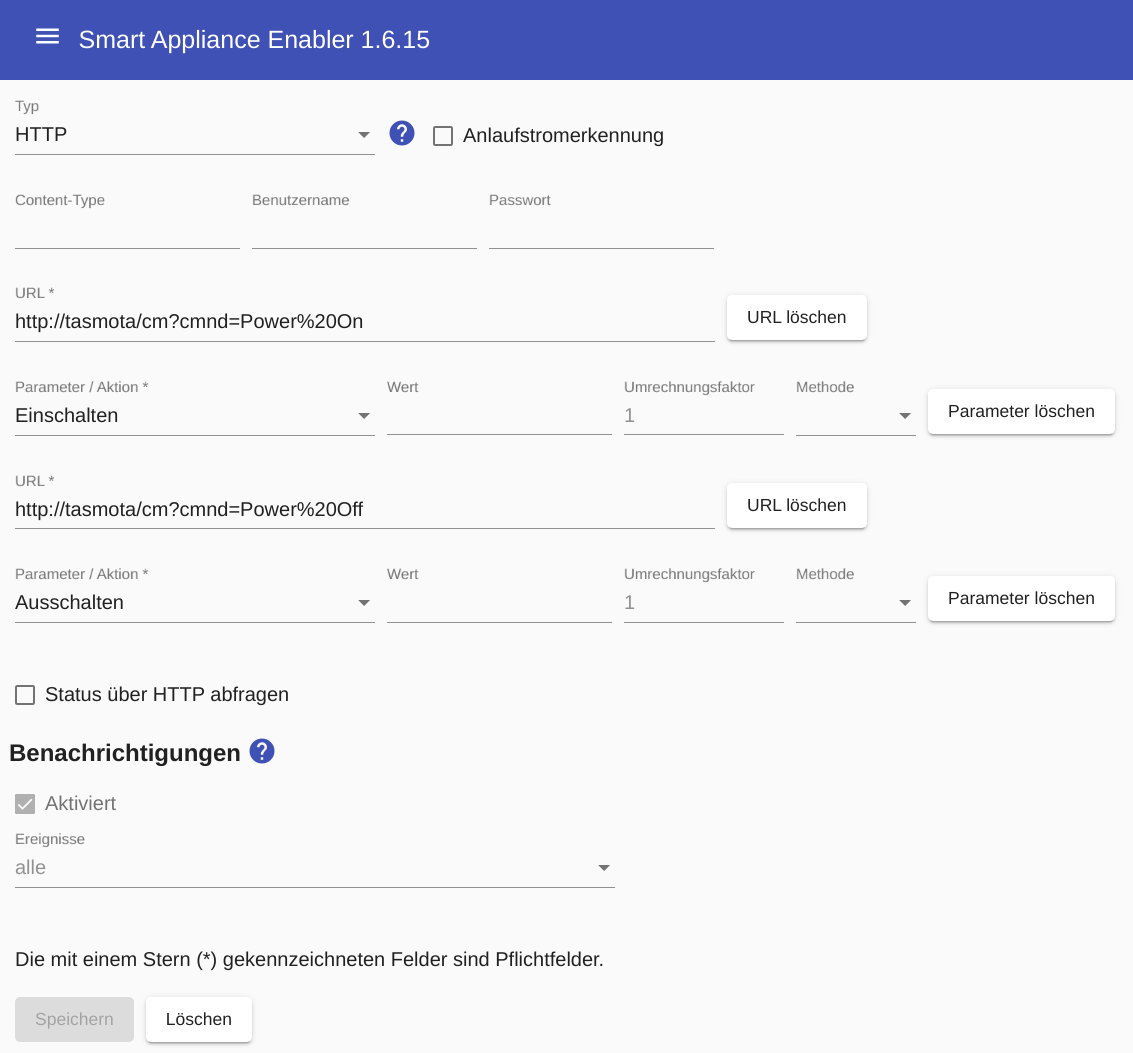 Smart Appliance Enabler 1.6.15
Typ
HTTP
Anlaufstromerkennung
Content-Type Benutzername Passwort
URL *
http://tasmota/cm?cmnd=Power%20On URL löschen
Parameter / Aktion * Wert Umrechnungsfaktor Methode
Einschalten 1 Parameter löschen
URL *
http://tasmota/cm?cmnd=Power%20Off URL löschen
Parameter / Aktion * Wert Umrechnungsfaktor Methode
Ausschalten 1 Parameter löschen
Status über HTTP abfragen
Benachrichtigungen
Aktiviert
Ereignisse
alle
Die mit einem Stern (*) gekennzeichneten Felder sind Pflichtfelder.
Speichern Löschen